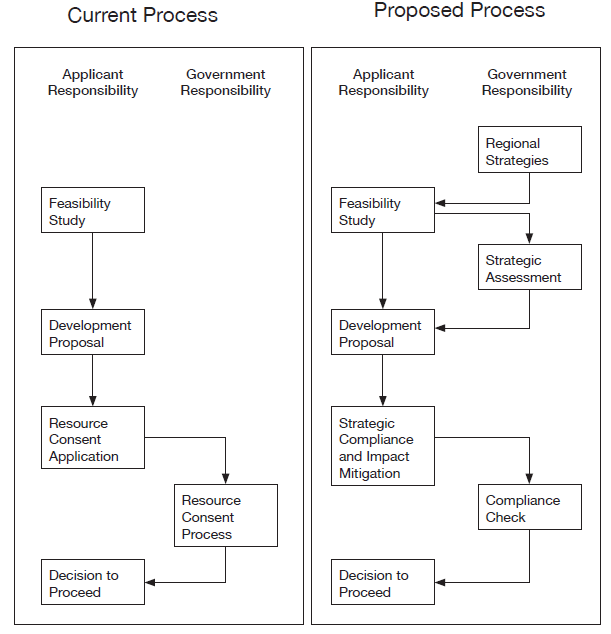 Current Process
Applicant
Responsibility
Government
Responsibility
Feasibility
Study
Development
Proposal
Resource
Consent
Application
Resource
Consent
Process
Decision to
Proceed
Proposed Process
Applicant
Responsibility
Government
Responsibility
Regional
Strategies
Feasibility
Study
Strategic
Assessment
Development
Proposal
Strategic
Compliance
and Impact
Mitigation
Compliance
Check
Decision to
Proceed